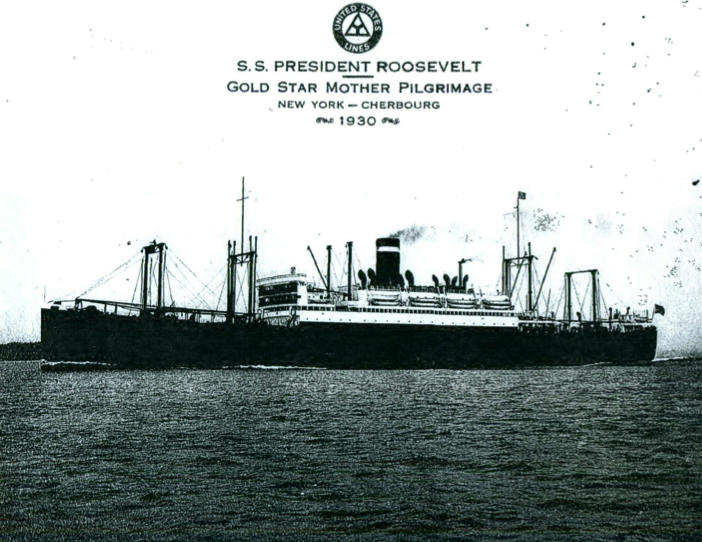 UNITED STATES
LINES
S.S. PRESIDENT ROOSEVELT
GOLD STAR MOTHER PILGRIMAGE
NEW YORK — CHERBOURG
1930